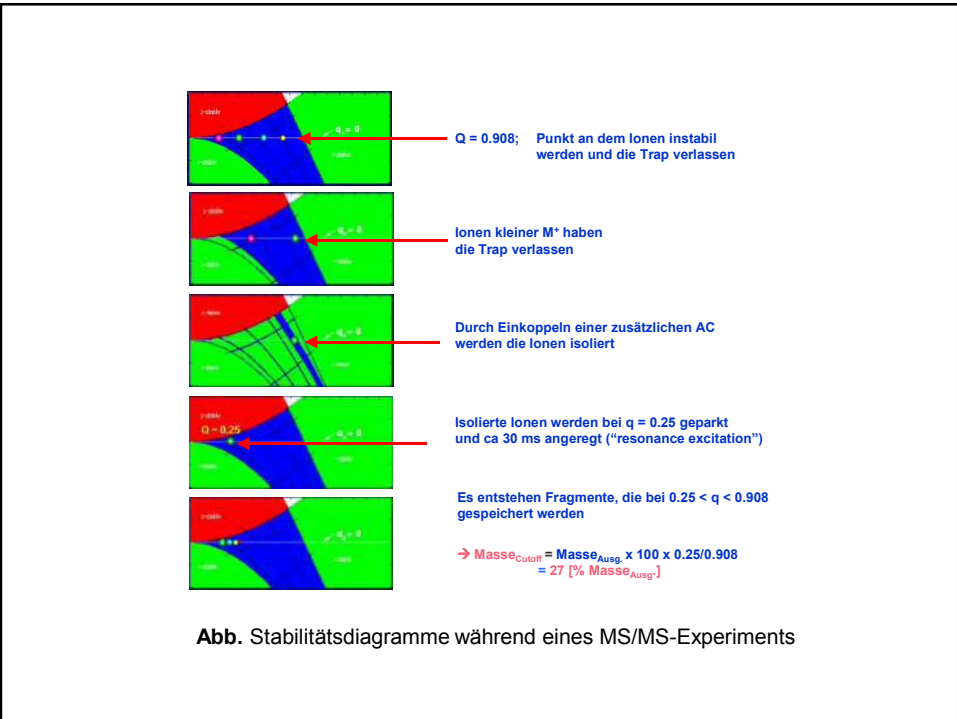 Q = 0.908; Punkt an dem Ionen instabil
werden und die Trap verlassen
z-stable
r-stable
Ionen kleiner M⁺ haben
die Trap verlassen
Durch Einkoppeln einer zusätzlichen AC
werden die Ionen isoliert
Isolierte Ionen werden bei q = 0.25 geparkt
und ca 30 ms angeregt (“resonance excitation”)
Q = 0.25
Es entstehen Fragmente, die bei 0.25 < q < 0.908
gespeichert werden
→ Masse_Cutoff = Masse_Ausg. x 100 x 0.25/0.908
= 27 [% Masse_Ausg.]
Abb. Stabilitätsdiagramme während eines MS/MS-Experiments